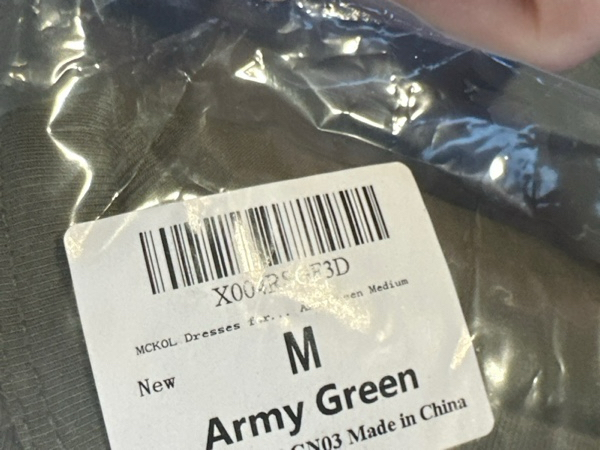 MCKOL Dresses Medium
New
M
Army Green
Made in China